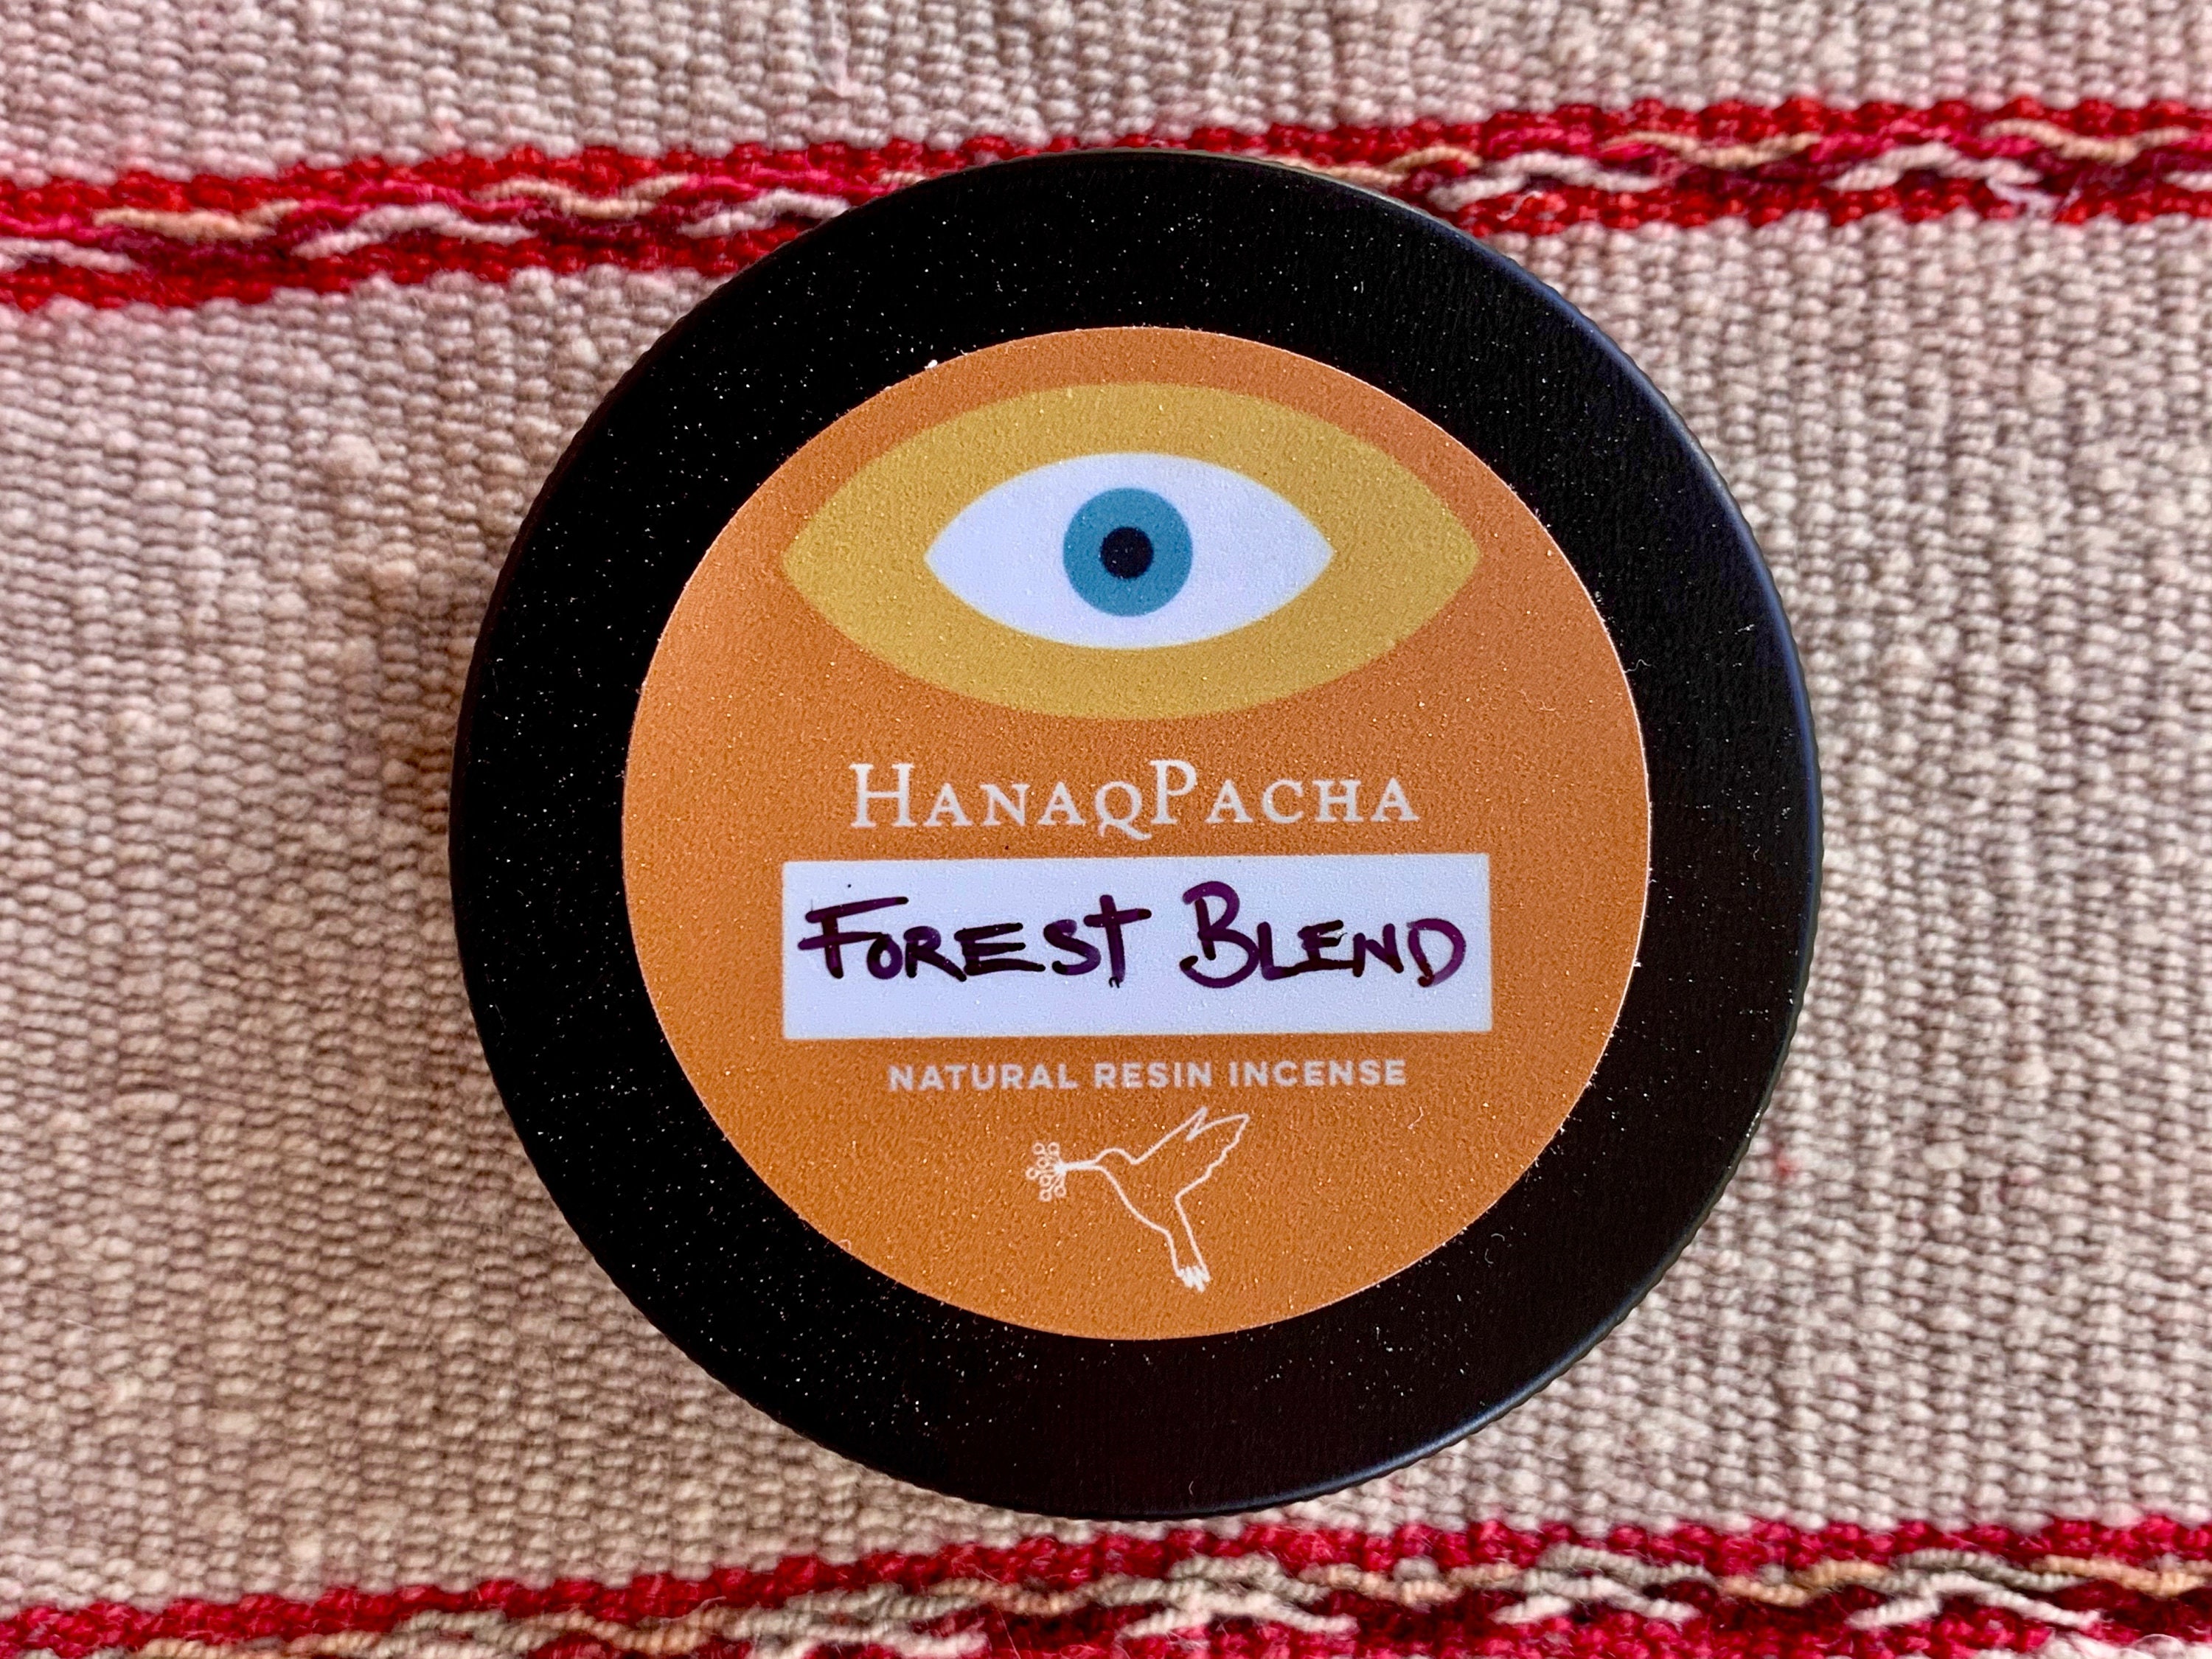 HANAQPACHA
FOREST BLEND
NATURAL RESIN INCENSE